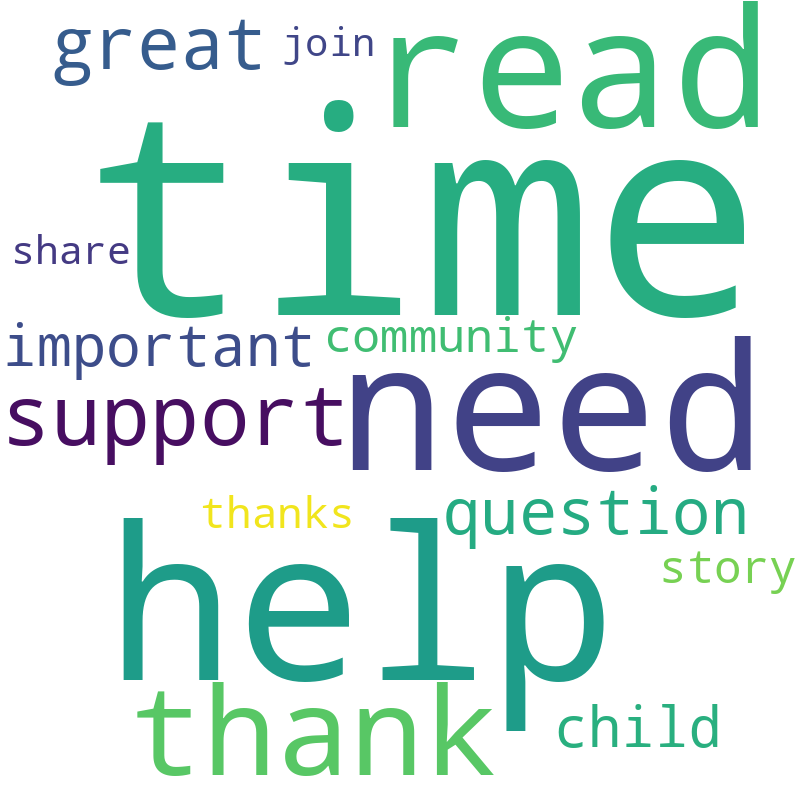 great join read
time
share
important community
support need
thanks question
help story
thank child